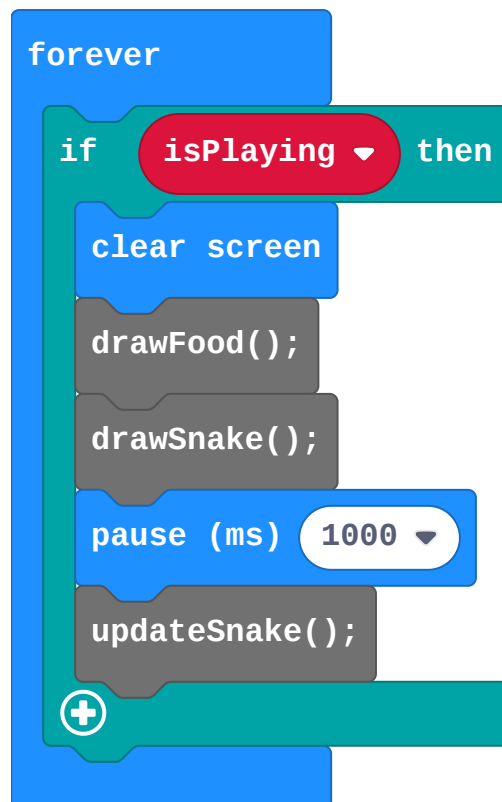 forever
if isPlaying then
clear screen
drawFood();
drawSnake();
pause (ms) 1000
updateSnake();